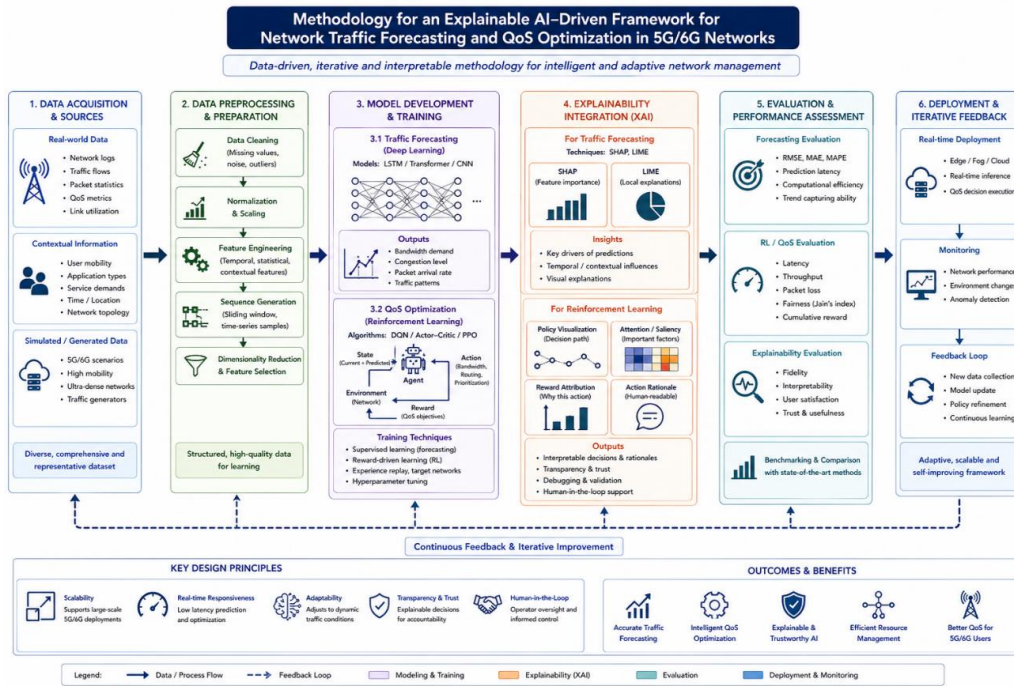 Methodology for an Explainable AI–Driven Framework for
Network Traffic Forecasting and QoS Optimization in 5G/6G Networks
Data-driven, iterative and interpretable methodology for intelligent and adaptive network management
1. DATA ACQUISITION
& SOURCES
Real-world Data
• Network logs
• Traffic flows
• Packet statistics
• QoS metrics
• Link utilization
Contextual Information
• User mobility
• Application types
• Service demands
• Time / Location
• Network topology
Simulated / Generated Data
• 5G/6G scenarios
• High mobility
• Ultra-dense networks
• Traffic generators
Diverse, comprehensive and
representative dataset
2. DATA PREPROCESSING
& PREPARATION
Data Cleaning
(Missing values,
noise, outliers)
Normalization
& Scaling
Feature Engineering
(Temporal, statistical,
contextual features)
Sequence Generation
(Sliding window,
time-series samples)
Dimensionality Reduction
& Feature Selection
Structured, high-quality data
for learning
3. MODEL DEVELOPMENT
& TRAINING
3.1 Traffic Forecasting
(Deep Learning)
Models: LSTM / Transformer / CNN
...
Outputs
• Bandwidth demand
• Congestion level
• Packet arrival rate
• Traffic patterns
3.2 QoS Optimization
(Reinforcement Learning)
Algorithms: DQN / Actor–Critic / PPO
State
(Current + Predicted)
Agent
Action
(Bandwidth,
Routing,
Prioritization)
Environment
(Network)
Reward
(QoS objectives)
Training Techniques
• Supervised learning (forecasting)
• Reward-driven learning (RL)
• Experience replay, target networks
• Hyperparameter tuning
4. EXPLAINABILITY
INTEGRATION (XAI)
For Traffic Forecasting
Techniques: SHAP, LIME
SHAP
(Feature importance)
LIME
(Local explanations)
Insights
• Key drivers of predictions
• Temporal / contextual influences
• Visual explanations
For Reinforcement Learning
Policy Visualization
(Decision path)
Attention / Saliency
(Important factors)
Reward Attribution
(Why this action)
Action Rationale
(Human-readable)
Outputs
• Interpretable decisions & rationales
• Transparency & trust
• Debugging & validation
• Human-in-the-loop support
5. EVALUATION &
PERFORMANCE ASSESSMENT
Forecasting Evaluation
• RMSE, MAE, MAPE
• Prediction latency
• Computational efficiency
• Trend capturing ability
RL / QoS Evaluation
• Latency
• Throughput
• Packet loss
• Fairness (Jain's index)
• Cumulative reward
Explainability Evaluation
• Fidelity
• Interpretability
• User satisfaction
• Trust & usefulness
Benchmarking & Comparison
with state-of-the-art methods
6. DEPLOYMENT &
ITERATIVE FEEDBACK
Real-time Deployment
• Edge / Fog / Cloud
• Real-time inference
• QoS decision execution
Monitoring
• Network performance
• Environment changes
• Anomaly detection
Feedback Loop
• New data collection
• Model update
• Policy refinement
• Continuous learning
Adaptive, scalable and
self-improving framework
Continuous Feedback & Iterative Improvement
KEY DESIGN PRINCIPLES
Scalability
Supports large-scale
5G/6G deployments
Real-time Responsiveness
Low latency prediction
and optimization
Adaptability
Adjusts to dynamic
traffic conditions
Transparency & Trust
Explainable decisions
for accountability
Human-in-the-Loop
Operator oversight and
informed control
OUTCOMES & BENEFITS
Accurate Traffic
Forecasting
Intelligent QoS
Optimization
Explainable &
Trustworthy AI
Efficient Resource
Management
Better QoS for
5G/6G Users
Legend:
Data / Process Flow
Feedback Loop
Modeling & Training
Explainability (XAI)
Evaluation
Deployment & Monitoring